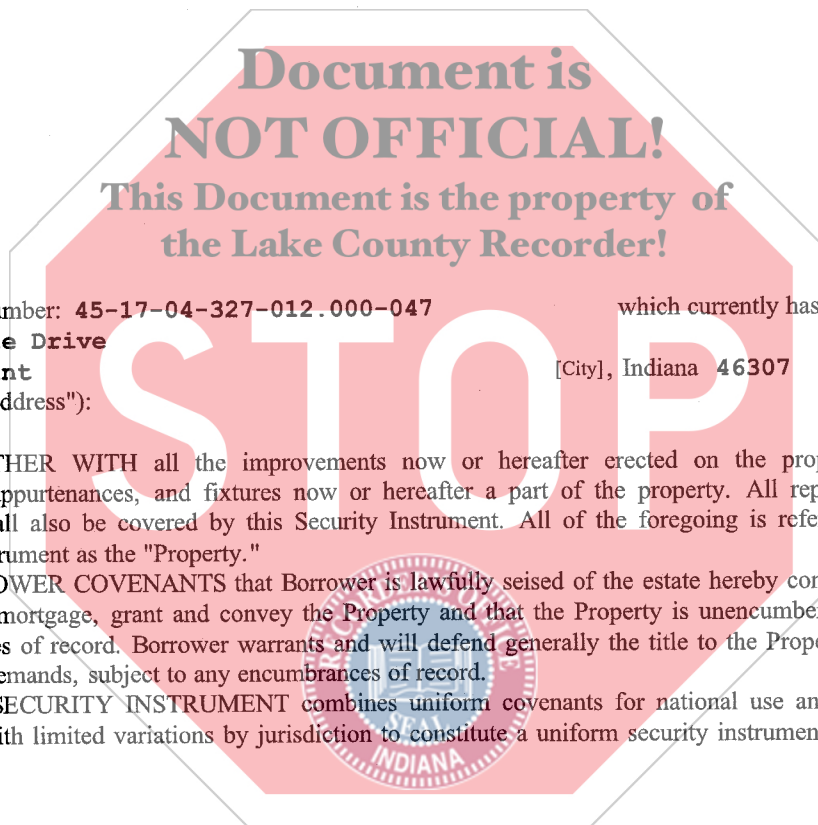 Document is
NOT OFFICIAL!
This Document is the property of
the Lake County Recorder!
STOP
umber: 45-17-04-327-012.000-047 which currently has
e Drive
nt [City], Indiana 46307
ddress"):
THER WITH all the improvements now or hereafter erected on the prop
ppurtenances, and fixtures now or hereafter a part of the property. All rep
all also be covered by this Security Instrument. All of the foregoing is refe
rument as the "Property."
OWER COVENANTS that Borrower is lawfully seised of the estate hereby con
mortgage, grant and convey the Property and that the Property is unencumbe
s of record. Borrower warrants and will defend generally the title to the Prope
emands, subject to any encumbrances of record.
SECURITY INSTRUMENT combines uniform covenants for national use an
ith limited variations by jurisdiction to constitute a uniform security instrumen
SEAL
INDIANA